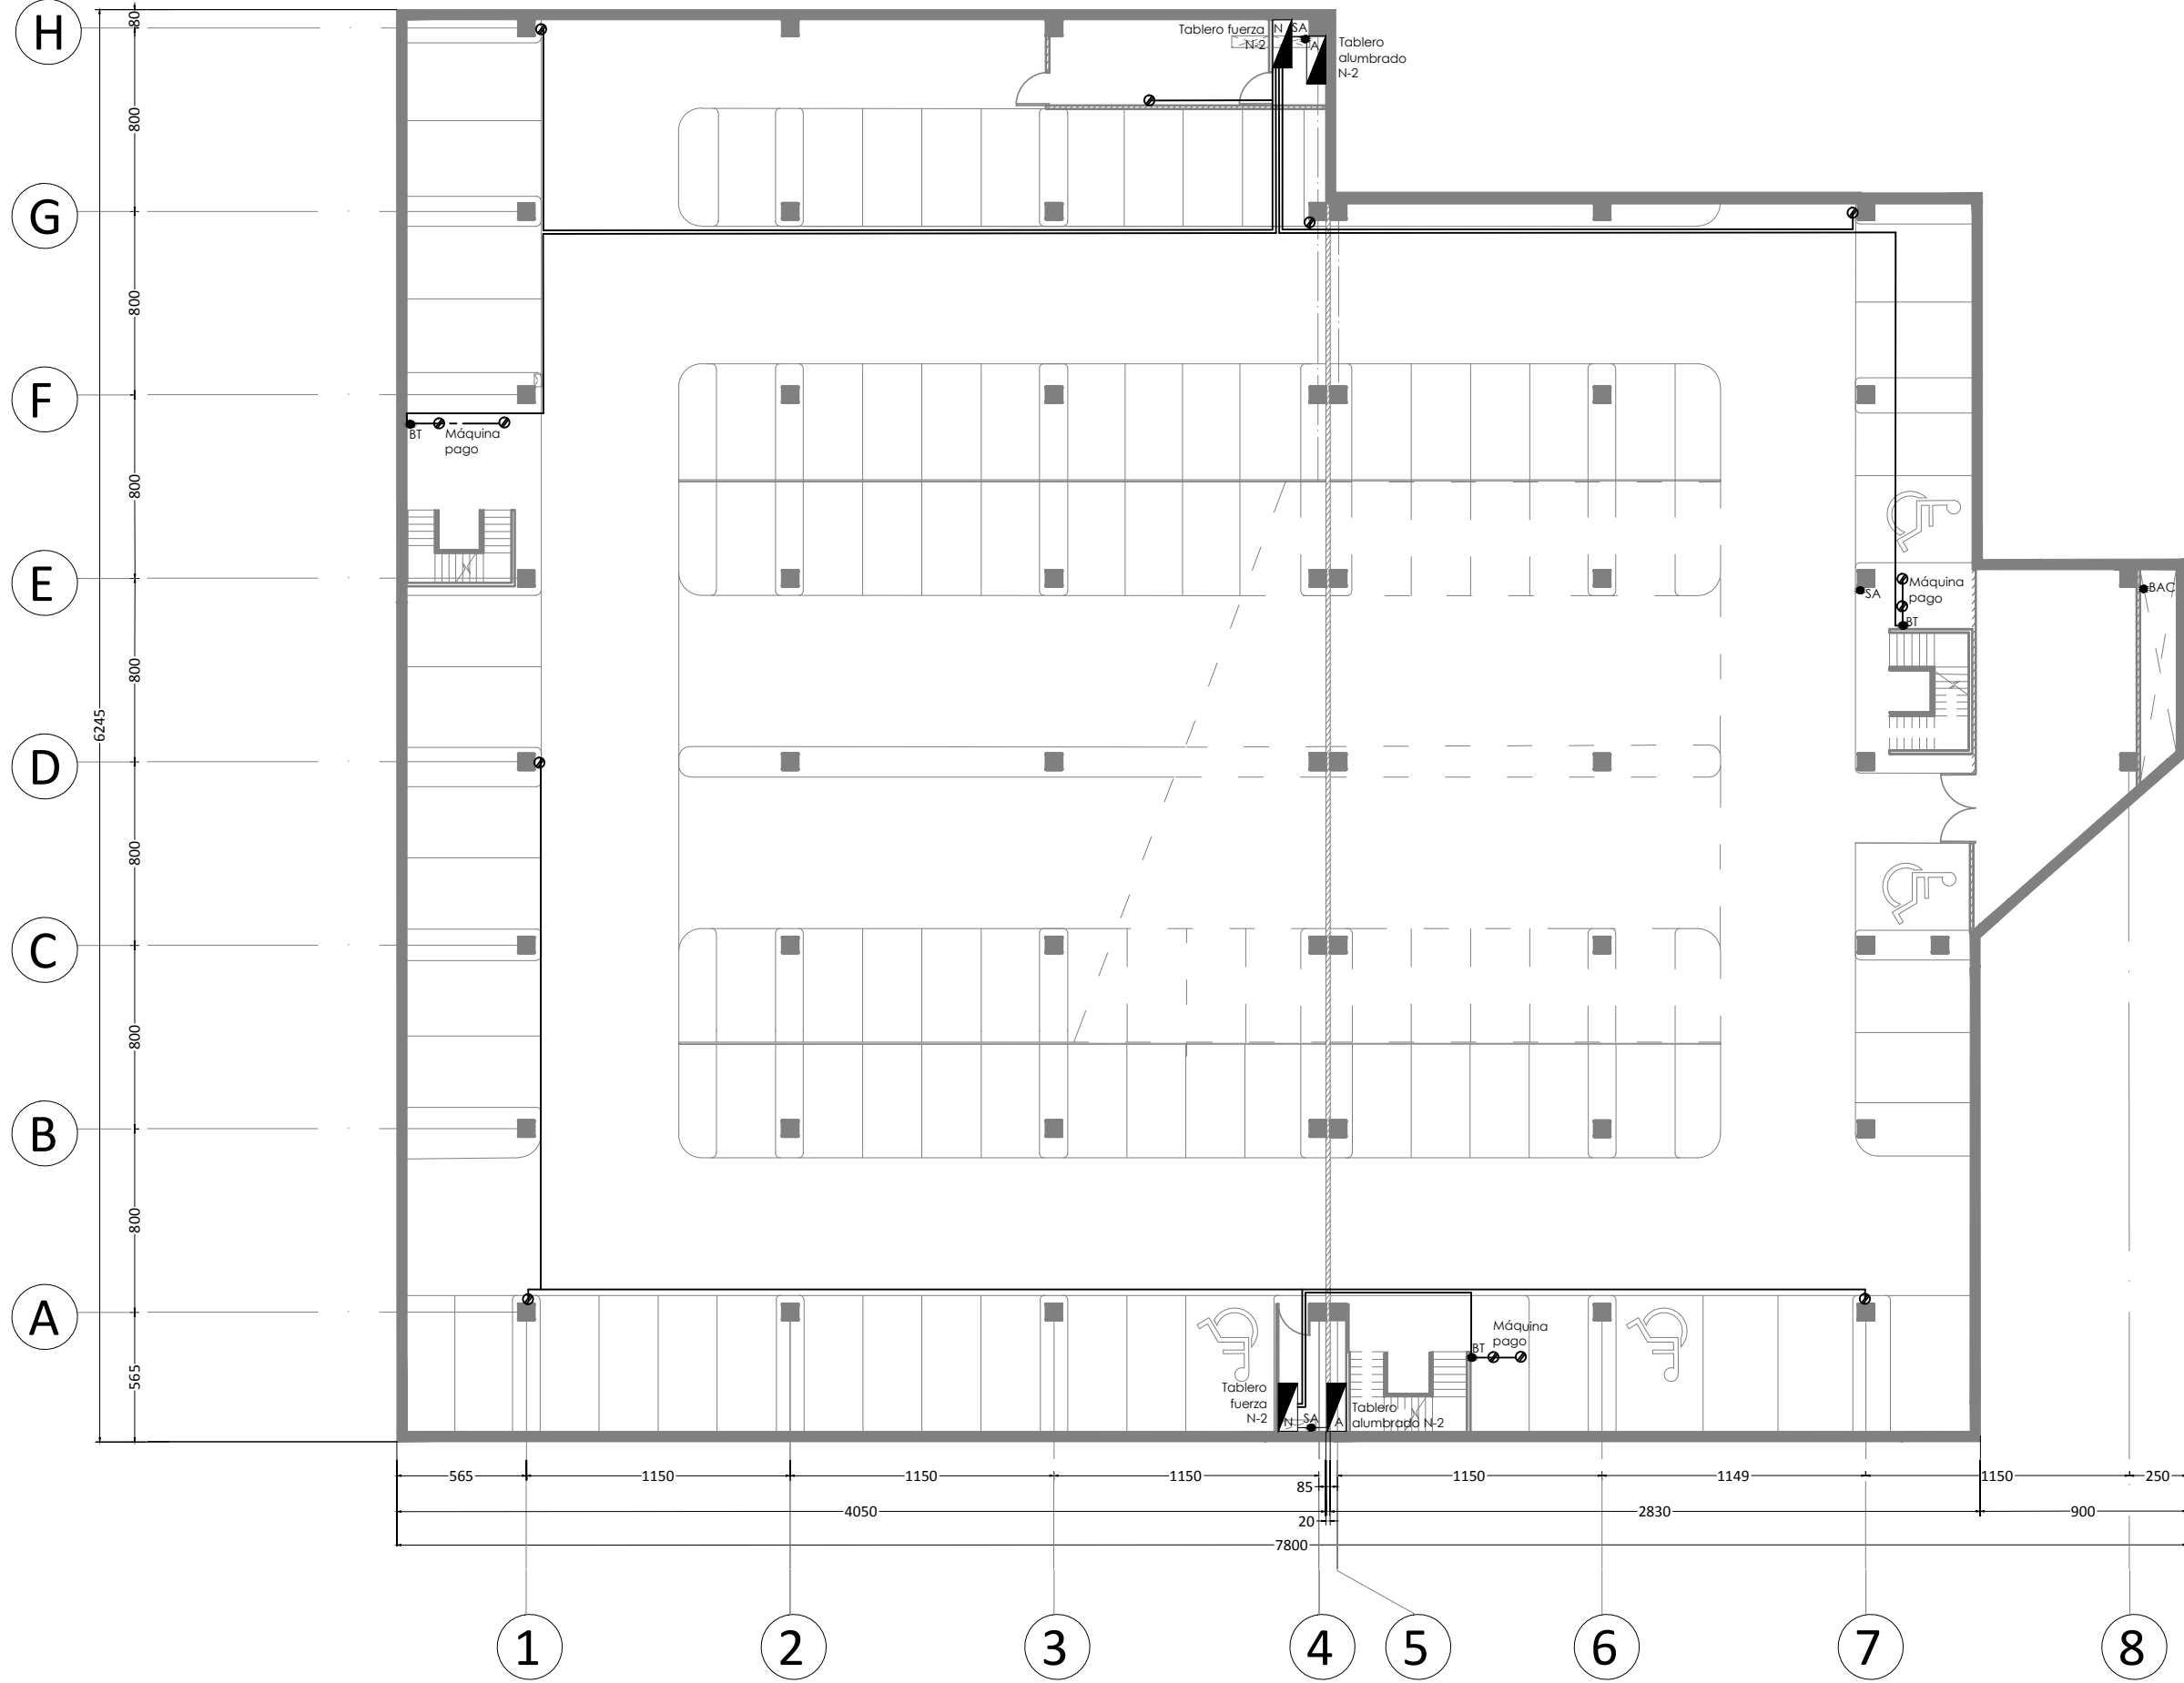 H
80
Tablero fuerza
N-2
N
SA
A
Tablero
alumbrado
N-2
800
G
800
F
BT
Máquina
pago
800
E
SA
Máquina
pago
BT
BAC
800
6245
D
800
C
800
B
800
A
565
Máquina
pago
BT
Tablero
fuerza
N-2
N
SA
A
Tablero
alumbrado N-2
565
1150
1150
1150
1150
1149
1150
250
85
4050
2830
900
20
7800
1
2
3
4
5
6
7
8